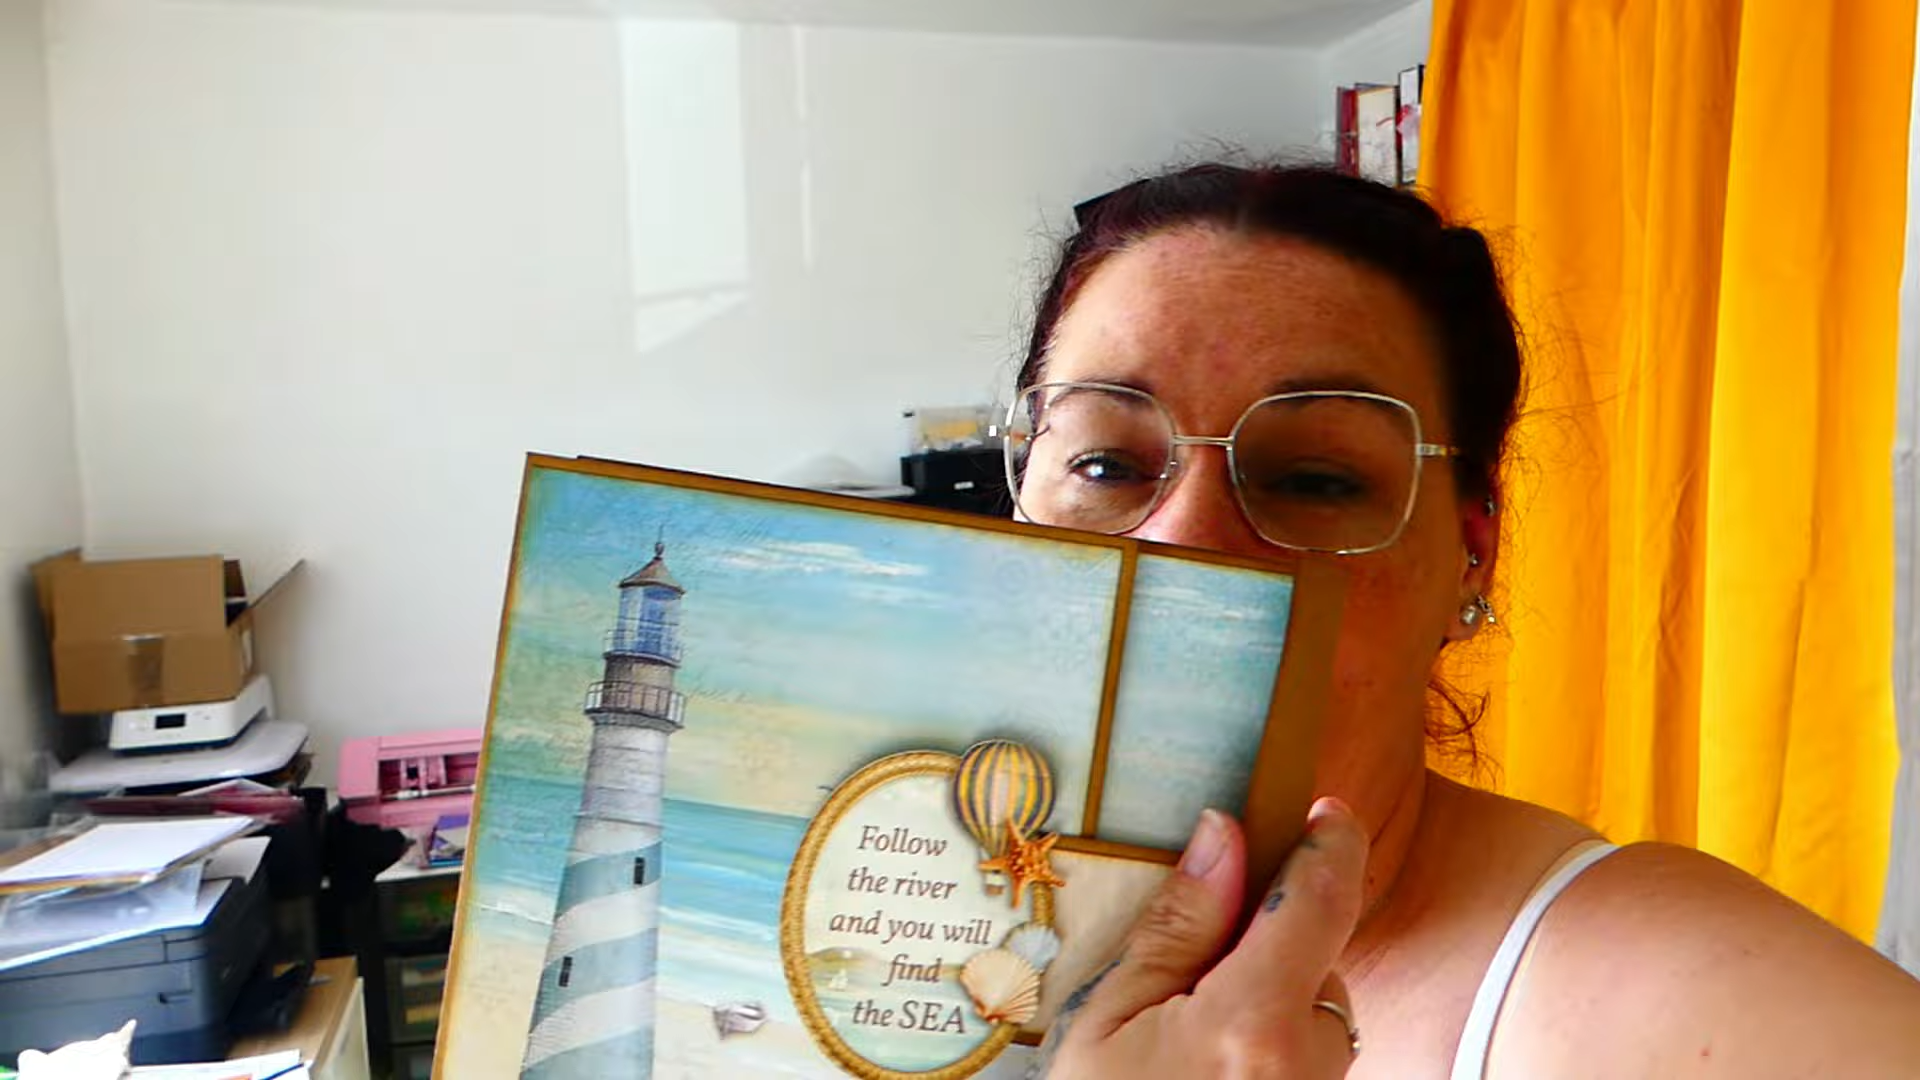 Follow
the river
and you will
find
the SEA